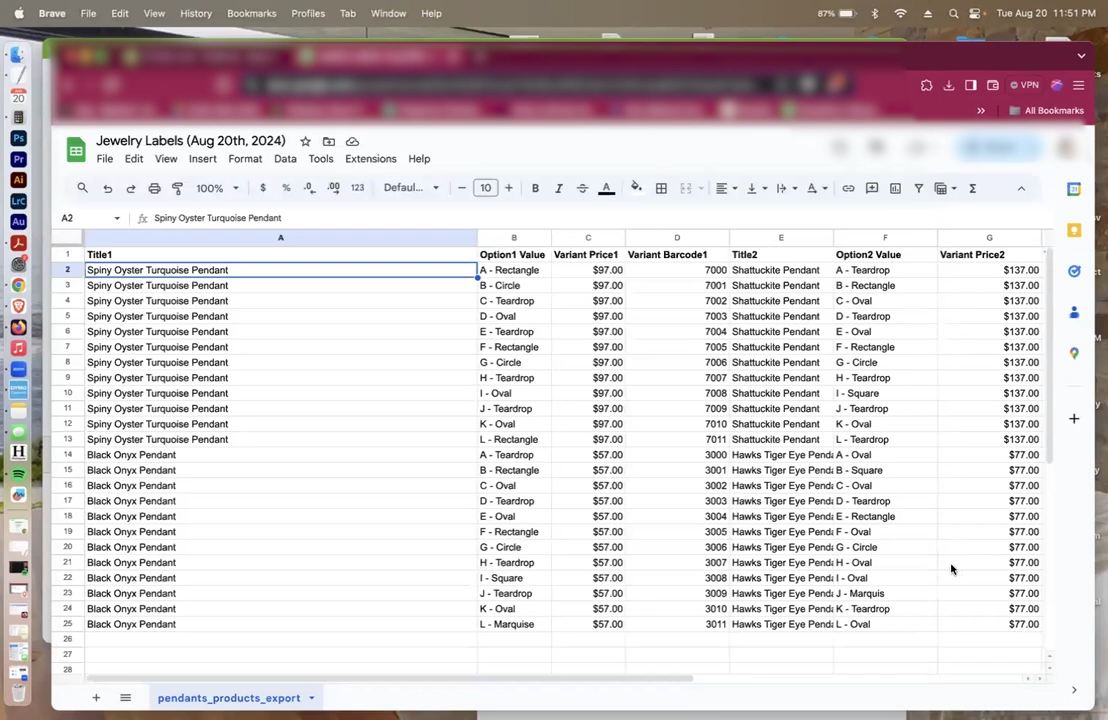 Brave File Edit View History Bookmarks Profiles Tab Window Help 87% Tue Aug 20 11:51 PM
VPN
» All Bookmarks
Jewelry Labels (Aug 20th, 2024)
File Edit View Insert Format Data Tools Extensions Help
100% $ % .0 .00 123 Defaul... − 10 + B I A Σ
A2 fx Spiny Oyster Turquoise Pendant
A B C D E F G
1 Title1 Option1 Value Variant Price1 Variant Barcode1 Title2 Option2 Value Variant Price2
2 Spiny Oyster Turquoise Pendant A - Rectangle $97.00 7000 Shattuckite Pendant A - Teardrop $137.00
3 Spiny Oyster Turquoise Pendant B - Circle $97.00 7001 Shattuckite Pendant B - Rectangle $137.00
4 Spiny Oyster Turquoise Pendant C - Teardrop $97.00 7002 Shattuckite Pendant C - Oval $137.00
5 Spiny Oyster Turquoise Pendant D - Oval $97.00 7003 Shattuckite Pendant D - Teardrop $137.00
6 Spiny Oyster Turquoise Pendant E - Teardrop $97.00 7004 Shattuckite Pendant E - Oval $137.00
7 Spiny Oyster Turquoise Pendant F - Rectangle $97.00 7005 Shattuckite Pendant F - Rectangle $137.00
8 Spiny Oyster Turquoise Pendant G - Circle $97.00 7006 Shattuckite Pendant G - Circle $137.00
9 Spiny Oyster Turquoise Pendant H - Teardrop $97.00 7007 Shattuckite Pendant H - Teardrop $137.00
10 Spiny Oyster Turquoise Pendant I - Oval $97.00 7008 Shattuckite Pendant I - Square $137.00
11 Spiny Oyster Turquoise Pendant J - Teardrop $97.00 7009 Shattuckite Pendant J - Teardrop $137.00
12 Spiny Oyster Turquoise Pendant K - Oval $97.00 7010 Shattuckite Pendant K - Oval $137.00
13 Spiny Oyster Turquoise Pendant L - Rectangle $97.00 7011 Shattuckite Pendant L - Teardrop $137.00
14 Black Onyx Pendant A - Teardrop $57.00 3000 Hawks Tiger Eye Penda A - Oval $77.00
15 Black Onyx Pendant B - Rectangle $57.00 3001 Hawks Tiger Eye Penda B - Square $77.00
16 Black Onyx Pendant C - Oval $57.00 3002 Hawks Tiger Eye Penda C - Oval $77.00
17 Black Onyx Pendant D - Teardrop $57.00 3003 Hawks Tiger Eye Penda D - Teardrop $77.00
18 Black Onyx Pendant E - Oval $57.00 3004 Hawks Tiger Eye Penda E - Rectangle $77.00
19 Black Onyx Pendant F - Rectangle $57.00 3005 Hawks Tiger Eye Penda F - Oval $77.00
20 Black Onyx Pendant G - Circle $57.00 3006 Hawks Tiger Eye Penda G - Circle $77.00
21 Black Onyx Pendant H - Teardrop $57.00 3007 Hawks Tiger Eye Penda H - Oval $77.00
22 Black Onyx Pendant I - Square $57.00 3008 Hawks Tiger Eye Penda I - Oval $77.00
23 Black Onyx Pendant J - Teardrop $57.00 3009 Hawks Tiger Eye Penda J - Marquis $77.00
24 Black Onyx Pendant K - Oval $57.00 3010 Hawks Tiger Eye Penda K - Teardrop $77.00
25 Black Onyx Pendant L - Marquise $57.00 3011 Hawks Tiger Eye Penda L - Oval $77.00
26
27
28
pendants_products_export
20
Ps
Pr
Ai
LrC
Au
H